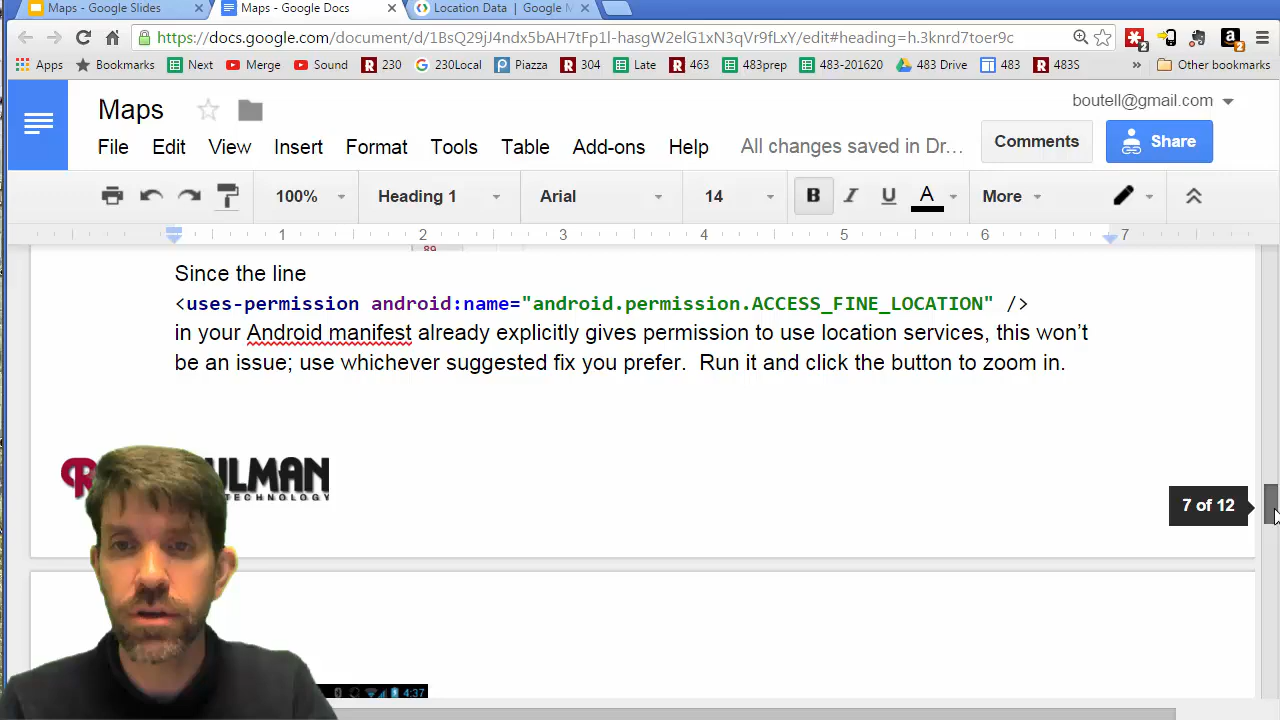 Maps - Google Slides
Maps - Google Docs
Location Data | Google M
https://docs.google.com/document/d/1BsQ29jJ4ndx5bAH7tFp1l-hasgW2elG1xN3qVr9fLxY/edit#heading=h.3knrd7toer9c
2
2
Apps
Bookmarks
Next
Merge
Sound
R 230
G 230Local
Piazza
R 304
Late
R 463
483prep
483-201620
483 Drive
483
R 483S
»
Other bookmarks
Maps
boutell@gmail.com
File
Edit
View
Insert
Format
Tools
Table
Add-ons
Help
All changes saved in Dr…
Comments
Share
100%
Heading 1
Arial
14
B
I
U
A
More
1 2 3 4 5 6 7
89
Since the line
<uses-permission android:name="android.permission.ACCESS_FINE_LOCATION" />
in your Android manifest already explicitly gives permission to use location services, this won't
be an issue; use whichever suggested fix you prefer.  Run it and click the button to zoom in.
ULMAN
TECHNOLOGY
7 of 12
4:37